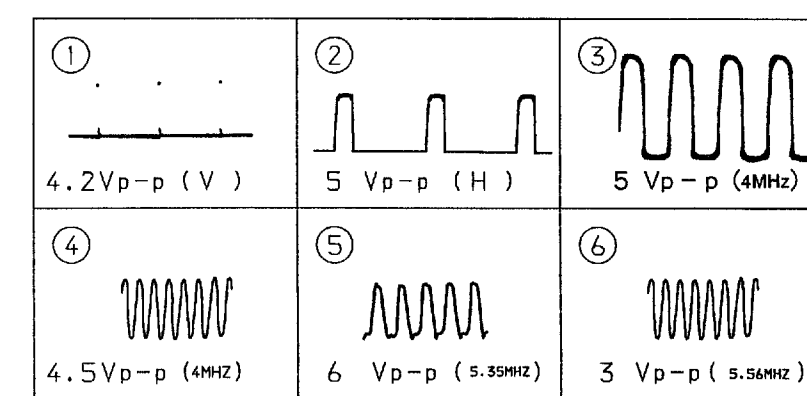 ①
②
③
4.2Vp-p ( V )
5 Vp-p ( H )
5 Vp-p (4MHz)
④
⑤
⑥
4.5Vp-p (4MHZ)
6 Vp-p ( 5.35MHZ)
3 Vp-p ( 5.56MHZ)